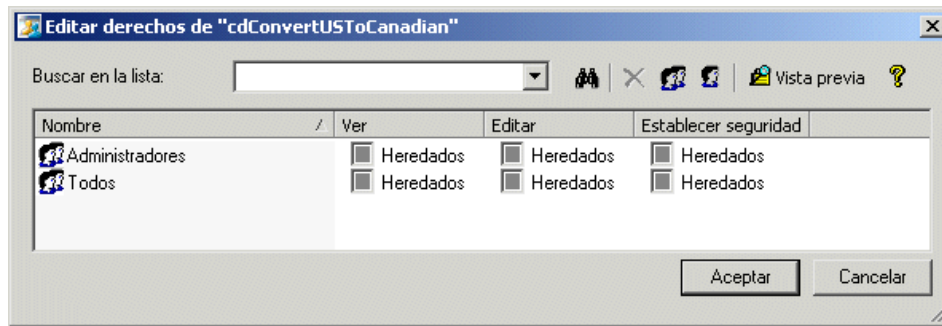 Editar derechos de "cdConvertUSToCanadian"
Buscar en la lista: Vista previa
Nombre Ver Editar Establecer seguridad
Administradores Heredados Heredados Heredados
Todos Heredados Heredados Heredados
Aceptar Cancelar